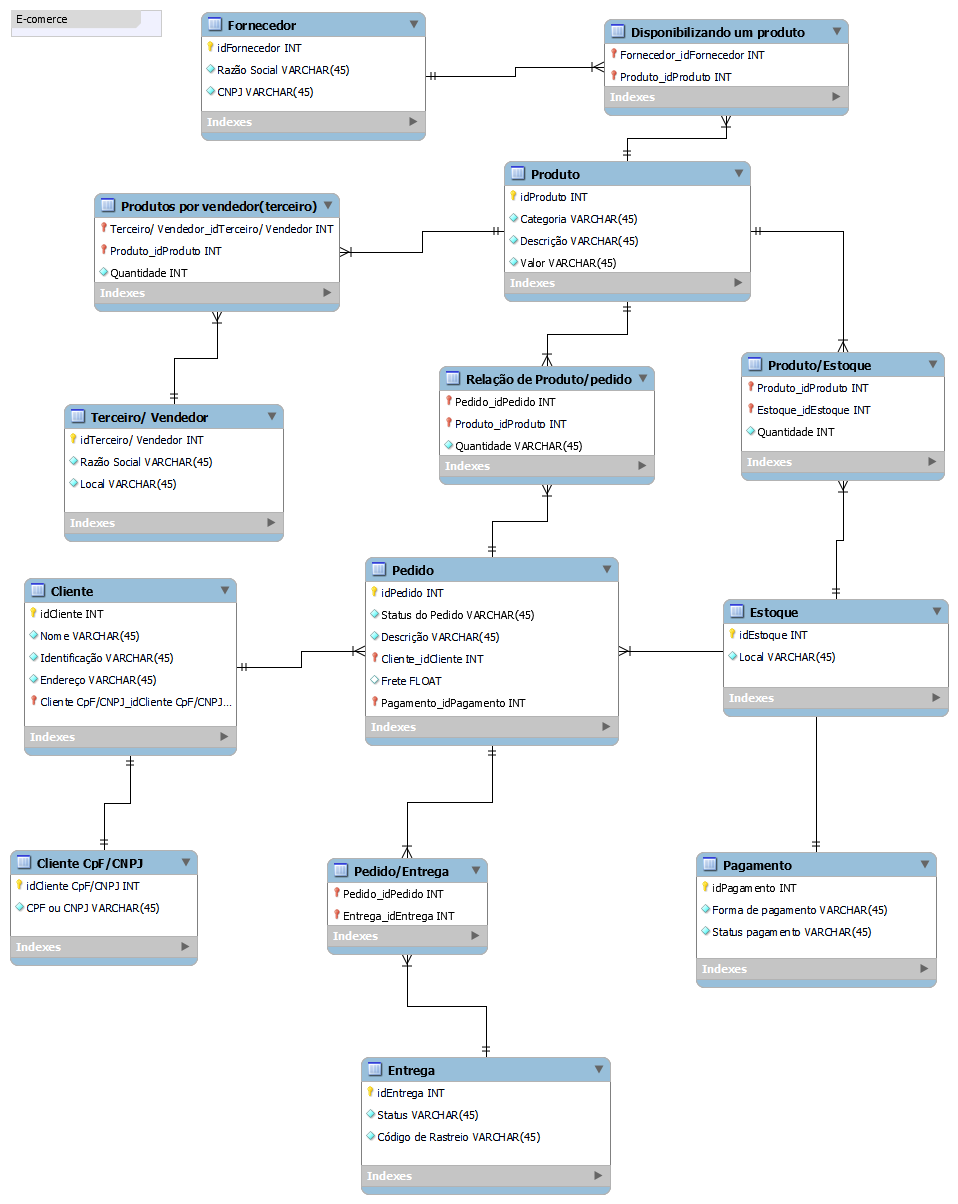 E-comerce
Fornecedor
idFornecedor INT
Razão Social VARCHAR(45)
CNPJ VARCHAR(45)
Indexes
Disponibilizando um produto
Fornecedor_idFornecedor INT
Produto_idProduto INT
Indexes
Produto
idProduto INT
Categoria VARCHAR(45)
Descrição VARCHAR(45)
Valor VARCHAR(45)
Indexes
Produtos por vendedor(terceiro)
Terceiro/ Vendedor_idTerceiro/ Vendedor INT
Produto_idProduto INT
Quantidade INT
Indexes
Produto/Estoque
Produto_idProduto INT
Estoque_idEstoque INT
Quantidade INT
Indexes
Relação de Produto/pedido
Pedido_idPedido INT
Produto_idProduto INT
Quantidade VARCHAR(45)
Indexes
Terceiro/ Vendedor
idTerceiro/ Vendedor INT
Razão Social VARCHAR(45)
Local VARCHAR(45)
Indexes
Pedido
idPedido INT
Status do Pedido VARCHAR(45)
Descrição VARCHAR(45)
Cliente_idCliente INT
Frete FLOAT
Pagamento_idPagamento INT
Indexes
Cliente
idCliente INT
Nome VARCHAR(45)
Identificação VARCHAR(45)
Endereço VARCHAR(45)
Cliente CpF/CNPJ_idCliente CpF/CNPJ...
Indexes
Estoque
idEstoque INT
Local VARCHAR(45)
Indexes
Cliente CpF/CNPJ
idCliente CpF/CNPJ INT
CPF ou CNPJ VARCHAR(45)
Indexes
Pedido/Entrega
Pedido_idPedido INT
Entrega_idEntrega INT
Indexes
Pagamento
idPagamento INT
Forma de pagamento VARCHAR(45)
Status pagamento VARCHAR(45)
Indexes
Entrega
idEntrega INT
Status VARCHAR(45)
Código de Rastreio VARCHAR(45)
Indexes